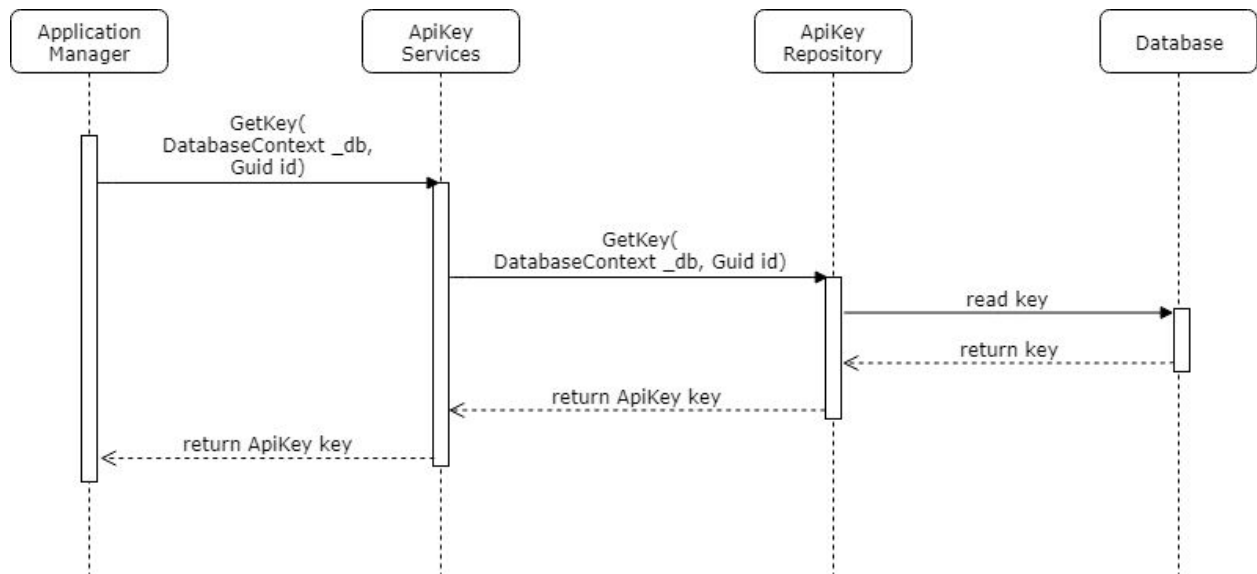 Application
Manager
ApiKey
Services
ApiKey
Repository
Database
GetKey(
DatabaseContext _db,
Guid id)
GetKey(
DatabaseContext _db, Guid id)
read key
return key
return ApiKey key
return ApiKey key